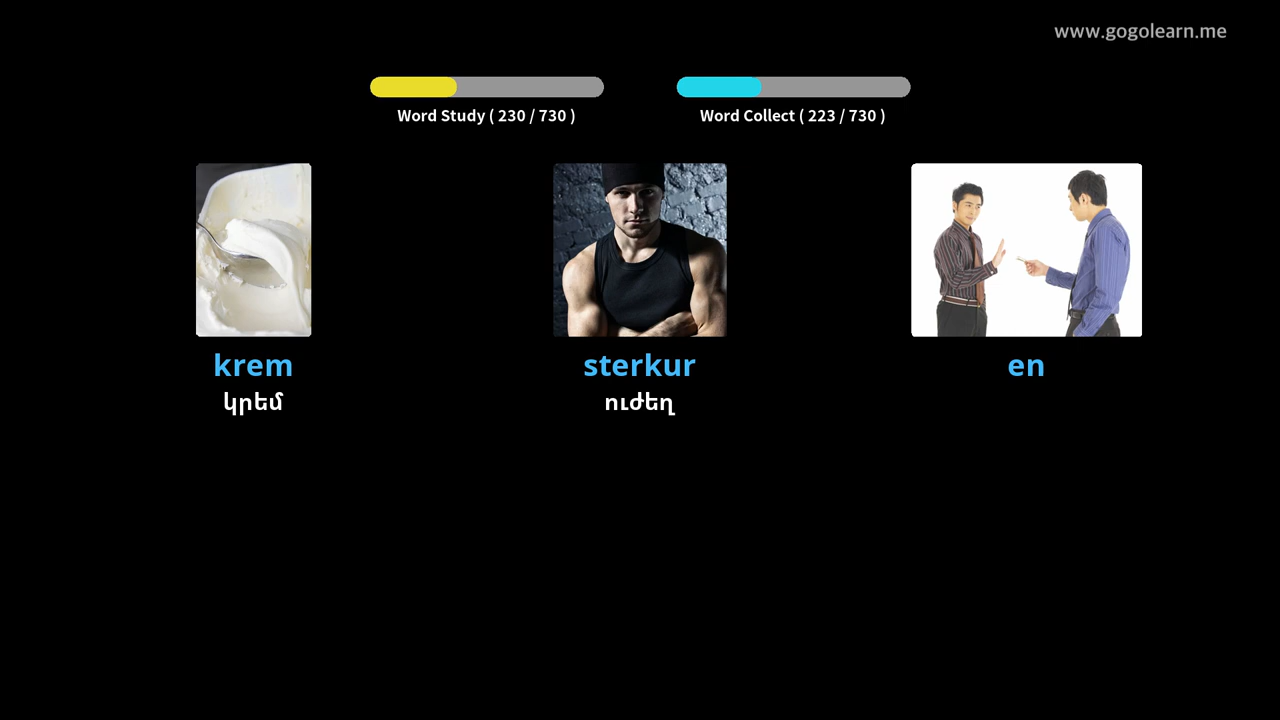 www.gogolearn.me
Word Study ( 230 / 730 )
Word Collect ( 223 / 730 )
krem
sterkur
en
կրեմ
ուժեղ